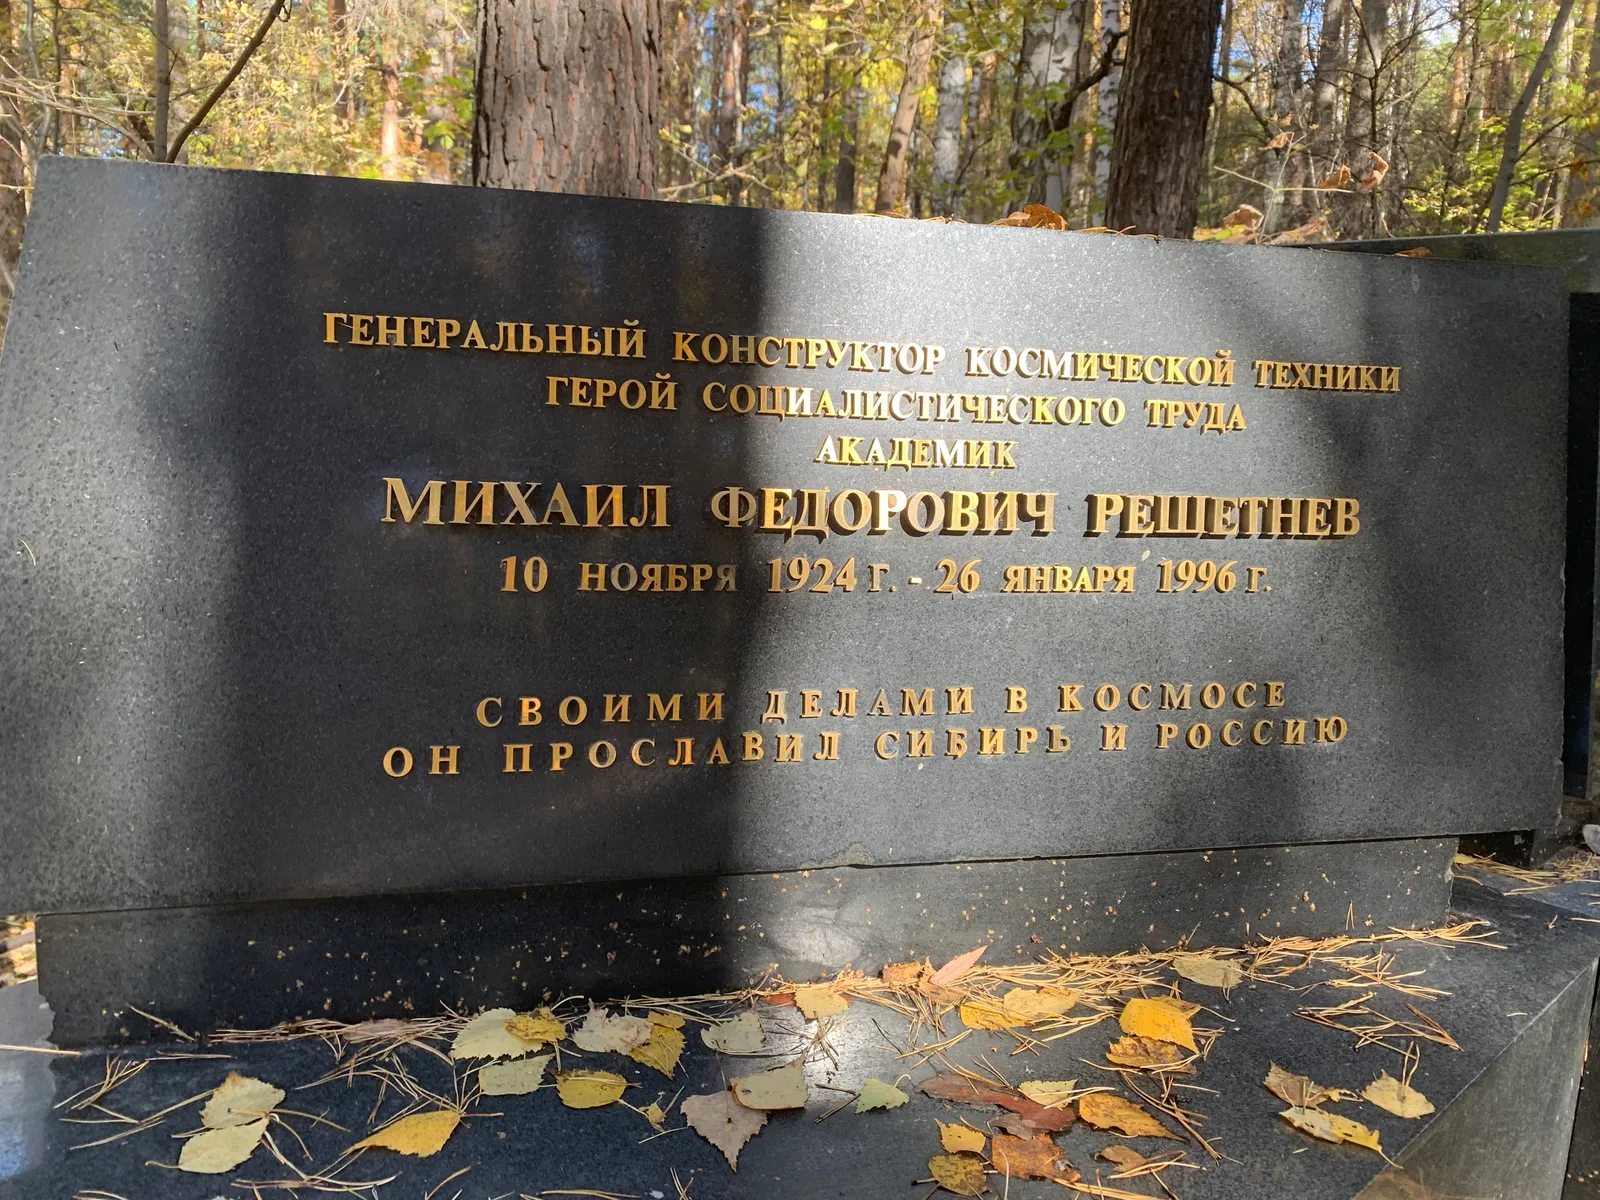 ГЕНЕРАЛЬНЫЙ КОНСТРУКТОР КОСМИЧЕСКОЙ ТЕХНИКИ
ГЕРОЙ СОЦИАЛИСТИЧЕСКОГО ТРУДА
АКАДЕМИК
МИХАИЛ ФЕДОРОВИЧ РЕШЕТНЕВ
10 НОЯБРЯ 1924 Г. - 26 ЯНВАРЯ 1996 Г.
СВОИМИ ДЕЛАМИ В КОСМОСЕ
ОН ПРОСЛАВИЛ СИБИРЬ И РОССИЮ